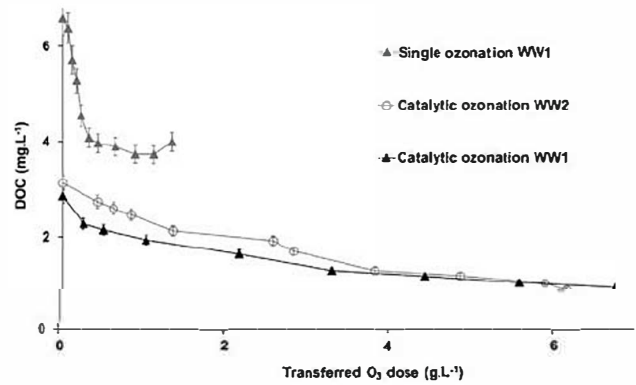 6
4
2
0
DOC (mg.L⁻¹)
Single ozonation WW1
Catalytic ozonation WW2
Catalytic ozonation WW1
0 2 4 6
Transferred O₃ dose (g.L⁻¹)